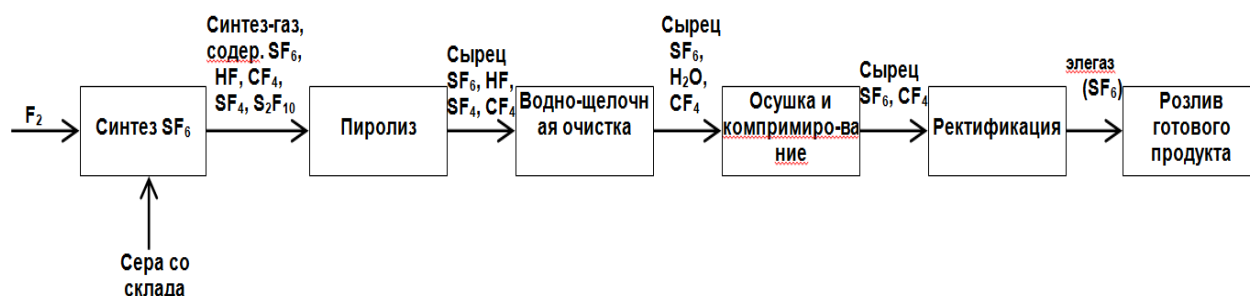 F₂
Синтез SF₆
Сера со
склада
Синтез-газ,
содер. SF₆,
HF, CF₄,
SF₄, S₂F₁₀
Пиролиз
Сырец
SF₆, HF,
SF₄, CF₄
Водно-щелочн
ая очистка
Сырец
SF₆,
H₂O,
CF₄
Осушка и
компримиро-ва
ние
Сырец
SF₆, CF₄
Ректификация
элегаз
(SF₆)
Розлив
готового
продукта